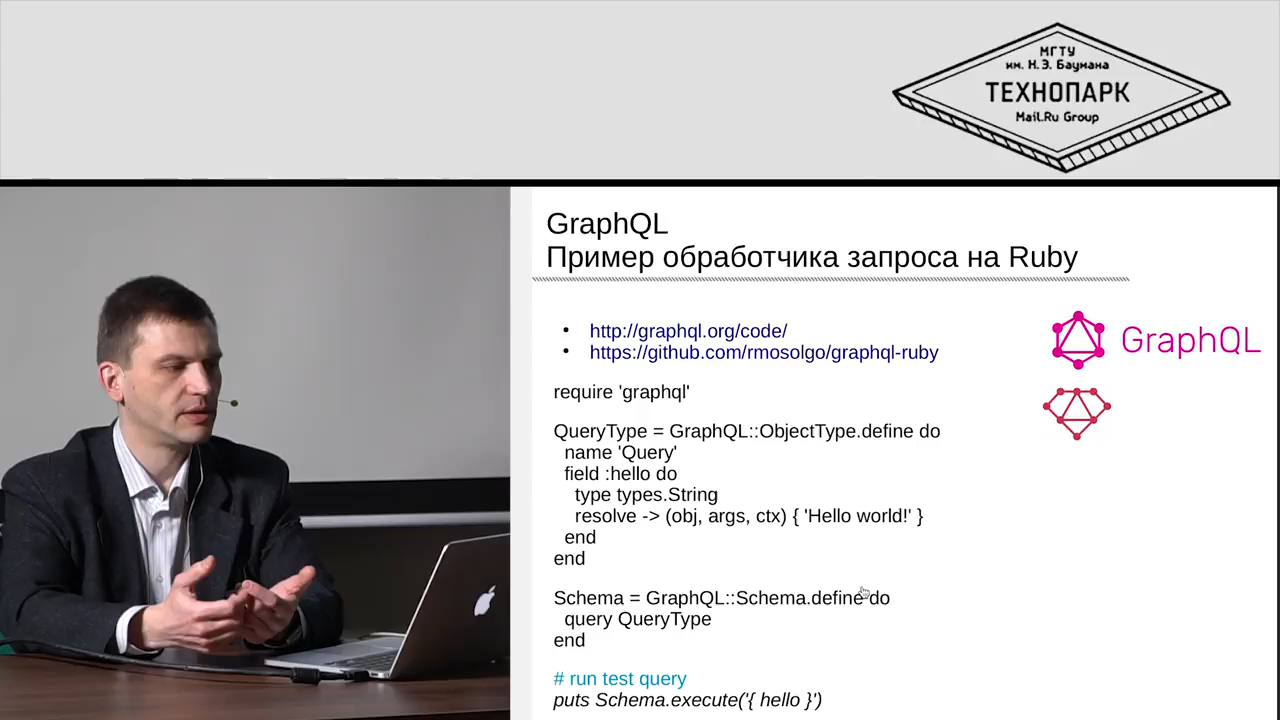 МГТУ
им. Н.Э. Баумана
ТЕХНОПАРК
Mail.Ru Group
GraphQL
Пример обработчика запроса на Ruby
• http://graphql.org/code/
• https://github.com/rmosolgo/graphql-ruby
GraphQL
require 'graphql'
QueryType = GraphQL::ObjectType.define do
name 'Query'
field :hello do
type types.String
resolve -> (obj, args, ctx) { 'Hello world!' }
end
end
Schema = GraphQL::Schema.define do
query QueryType
end
# run test query
puts Schema.execute('{ hello }')